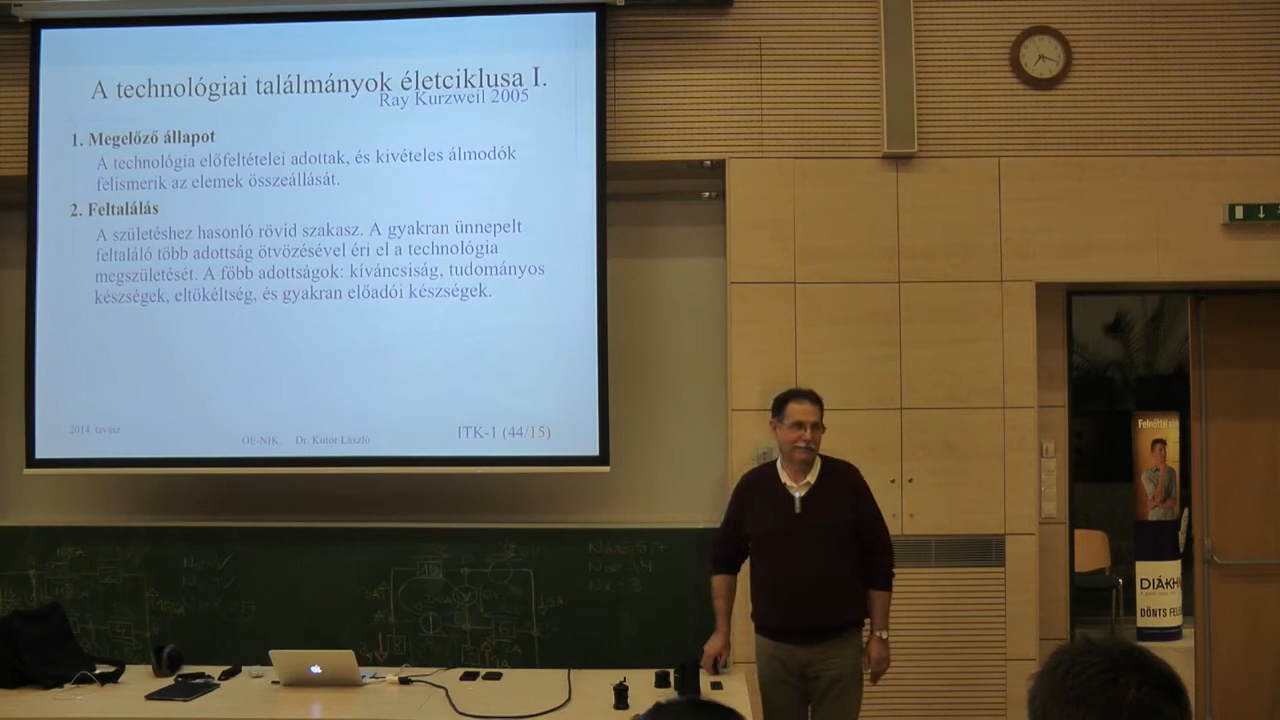 A technológiai találmányok életciklusa I.
Ray Kurzweil 2005
1. Megelőző állapot
A technológia előfeltételei adottak, és kivételes álmodók
felismerik az elemek összeállását.
2. Feltalálás
A születéshez hasonló rövid szakasz. A gyakran ünnepelt
feltaláló több adottság ötvözésével éri el a technológia
megszületését. A főbb adottságok: kíváncsiság, tudományos
készségek, eltökéltség, és gyakran előadói készségek.
2014. tavasz
OE-NIK, Dr. Kutor László
ITK-1 (44/15)
DÖNTS